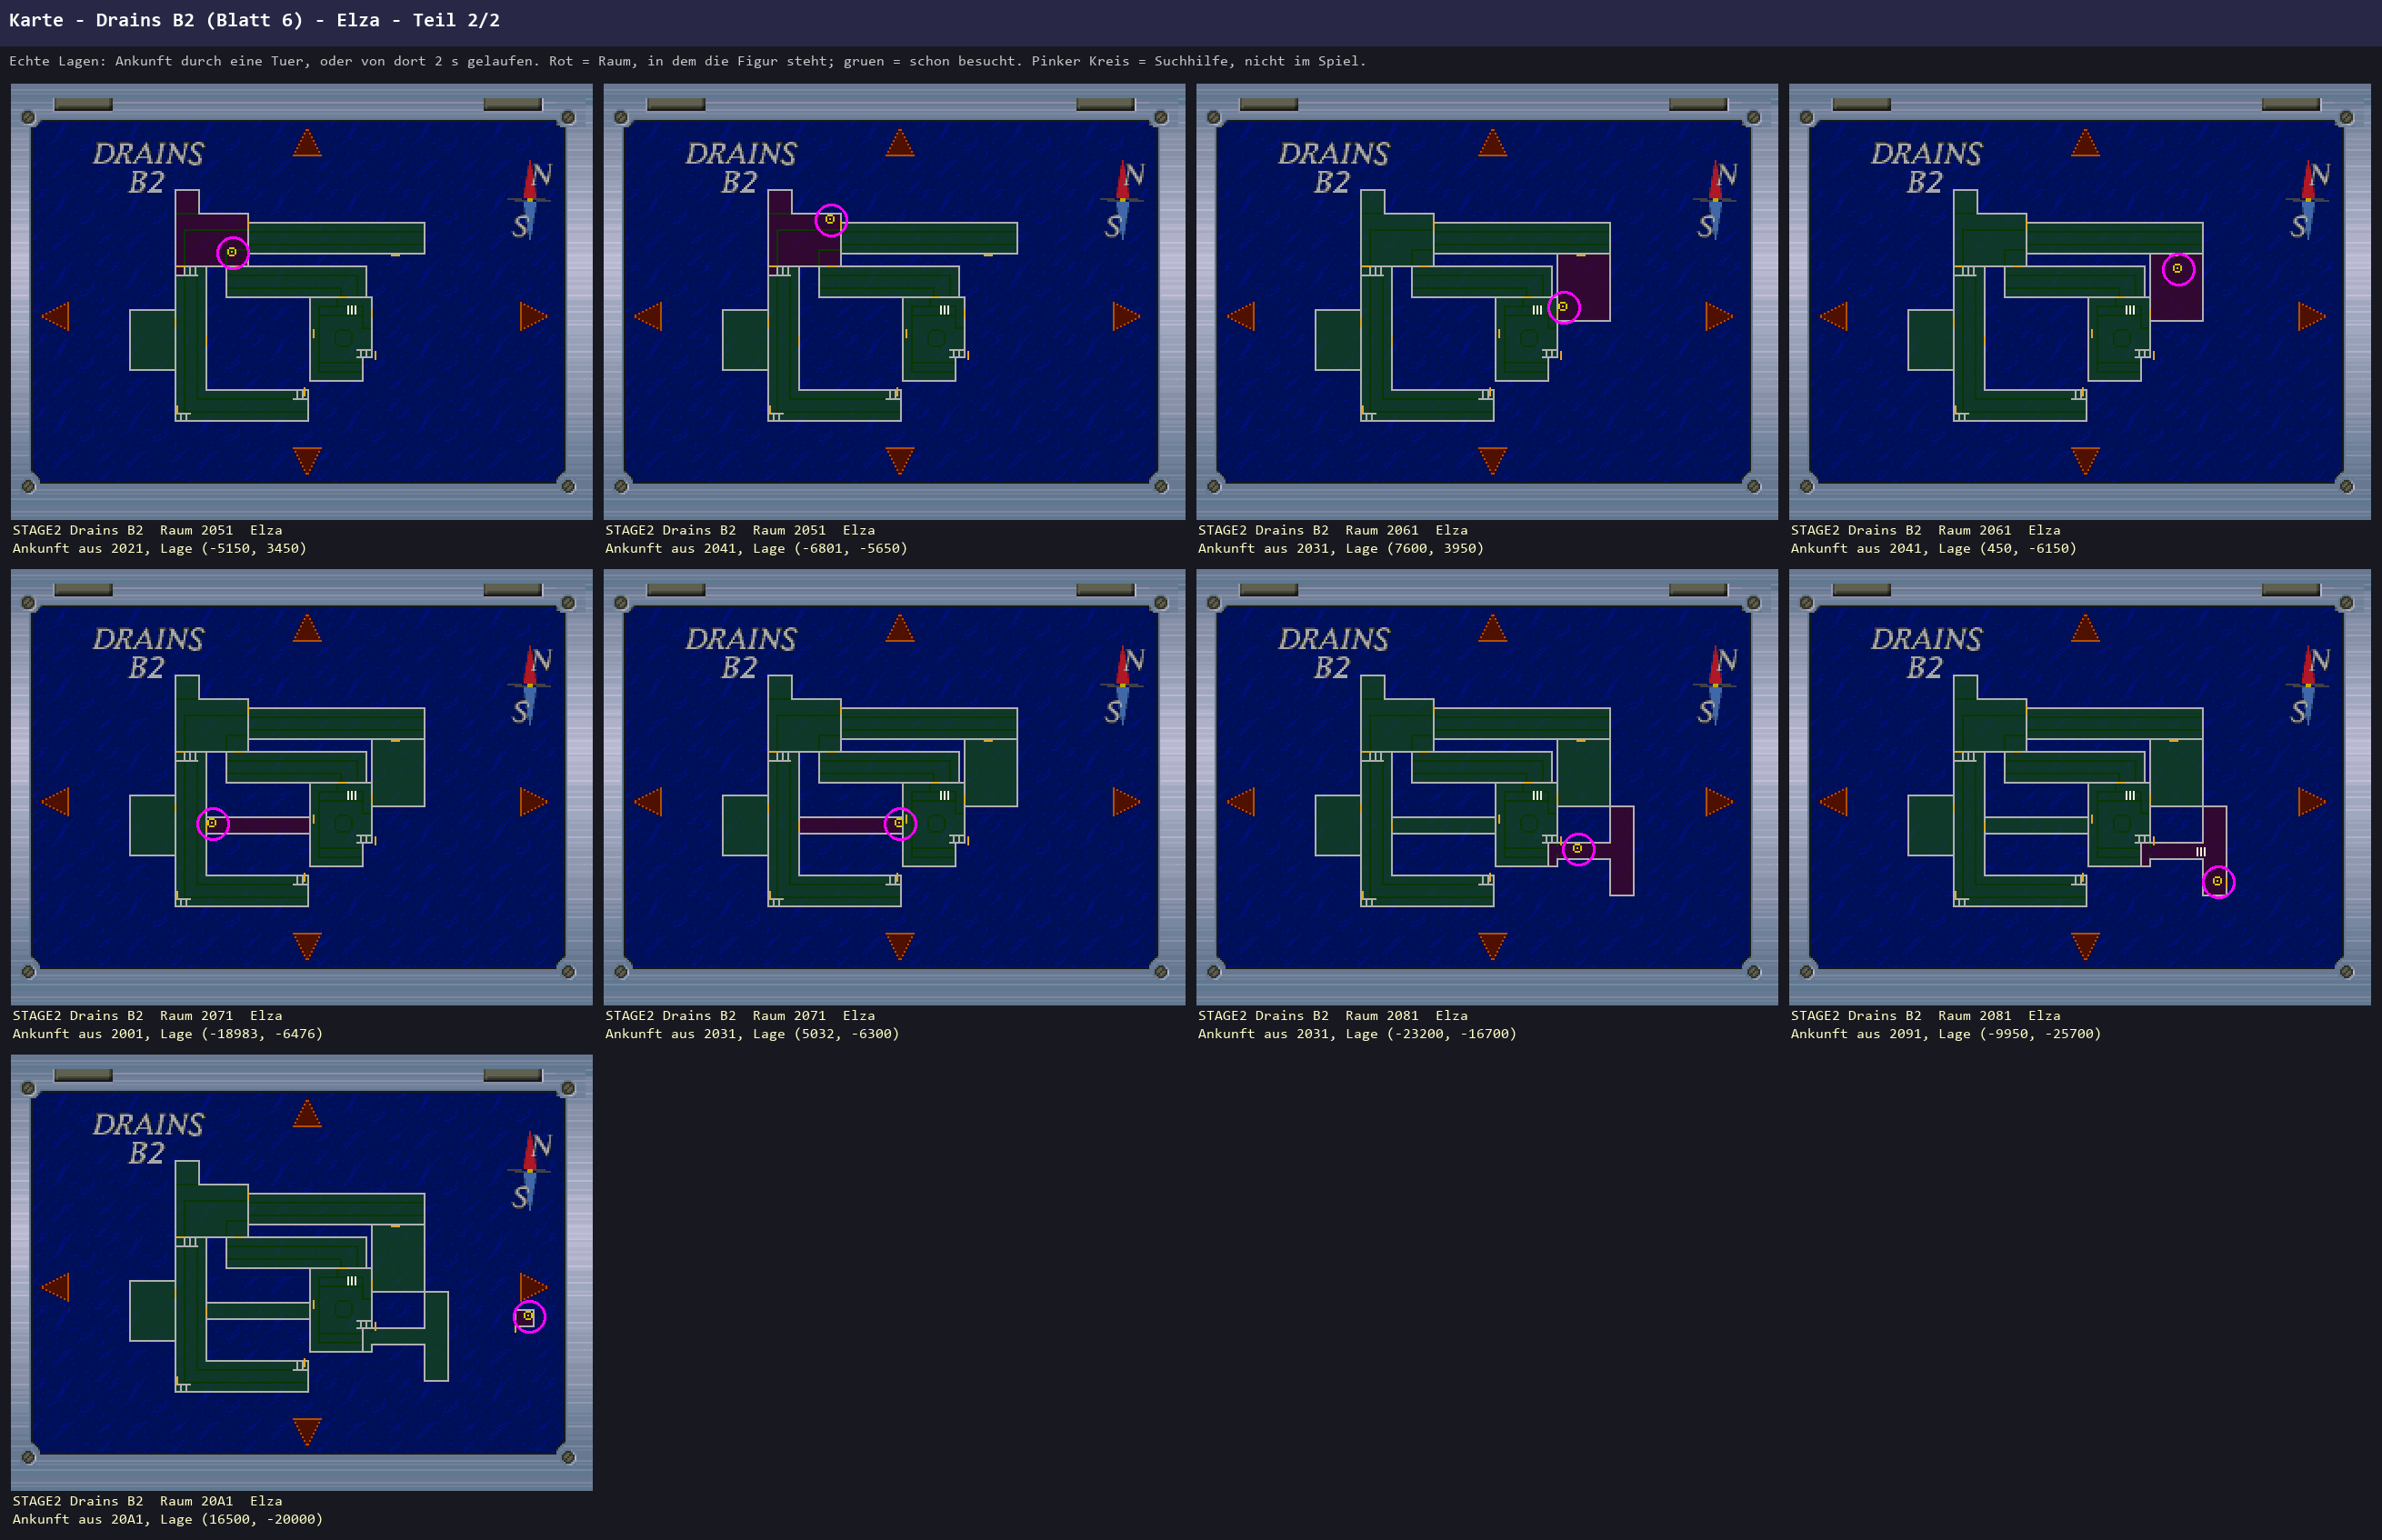 Karte - Drains B2 (Blatt 6) - Elza - Teil 2/2
Echte Lagen: Ankunft durch eine Tuer, oder von dort 2 s gelaufen. Rot = Raum, in dem die Figur steht; gruen = schon besucht. Pinker Kreis = Suchhilfe, nicht im Spiel.
DRAINS
B2
N
S
STAGE2 Drains B2  Raum 2051  Elza
Ankunft aus 2021, Lage (-5150, 3450)
DRAINS
B2
N
S
STAGE2 Drains B2  Raum 2051  Elza
Ankunft aus 2041, Lage (-6801, -5650)
DRAINS
B2
N
S
STAGE2 Drains B2  Raum 2061  Elza
Ankunft aus 2031, Lage (7600, 3950)
DRAINS
B2
N
S
STAGE2 Drains B2  Raum 2061  Elza
Ankunft aus 2041, Lage (450, -6150)
DRAINS
B2
N
S
STAGE2 Drains B2  Raum 2071  Elza
Ankunft aus 2001, Lage (-18983, -6476)
DRAINS
B2
N
S
STAGE2 Drains B2  Raum 2071  Elza
Ankunft aus 2031, Lage (5032, -6300)
DRAINS
B2
N
S
STAGE2 Drains B2  Raum 2081  Elza
Ankunft aus 2031, Lage (-23200, -16700)
DRAINS
B2
N
S
STAGE2 Drains B2  Raum 2081  Elza
Ankunft aus 2091, Lage (-9950, -25700)
DRAINS
B2
N
S
STAGE2 Drains B2  Raum 20A1  Elza
Ankunft aus 20A1, Lage (16500, -20000)